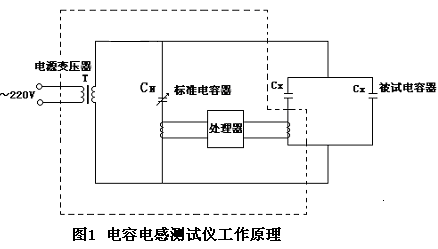 电源变压器
T
～220V
CN
标准电容器
处理器
Cx
Cx
被试电容器
图1 电容电感测试仪工作原理